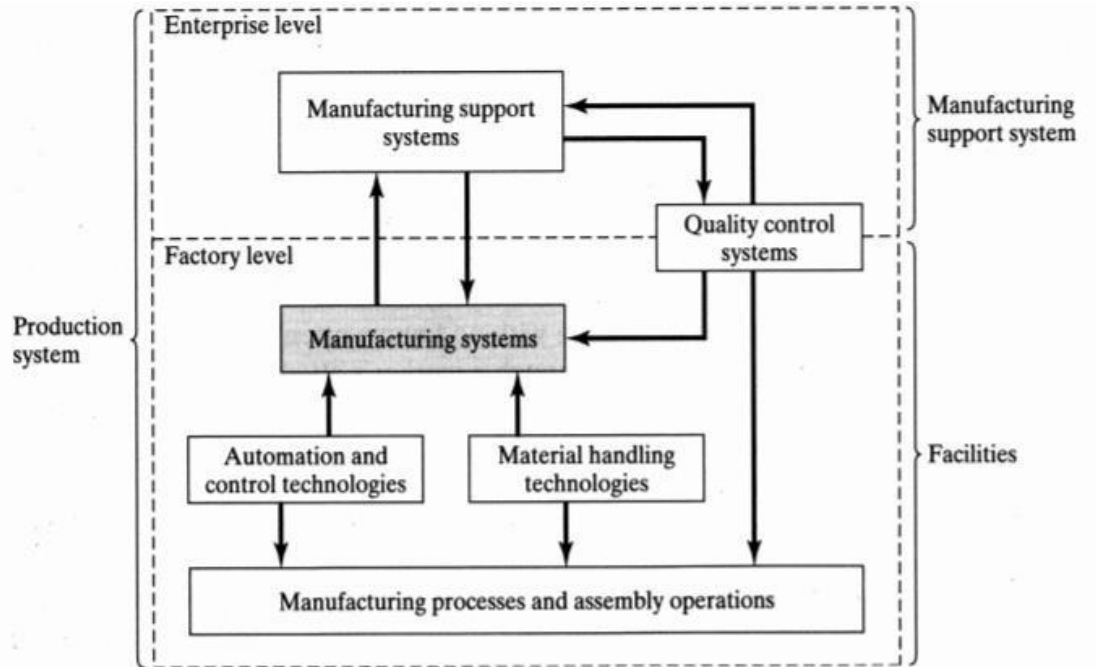 Enterprise level
Manufacturing support
systems
Manufacturing
support system
Quality control
systems
Factory level
Production
system
Manufacturing systems
Automation and
control technologies
Material handling
technologies
Facilities
Manufacturing processes and assembly operations